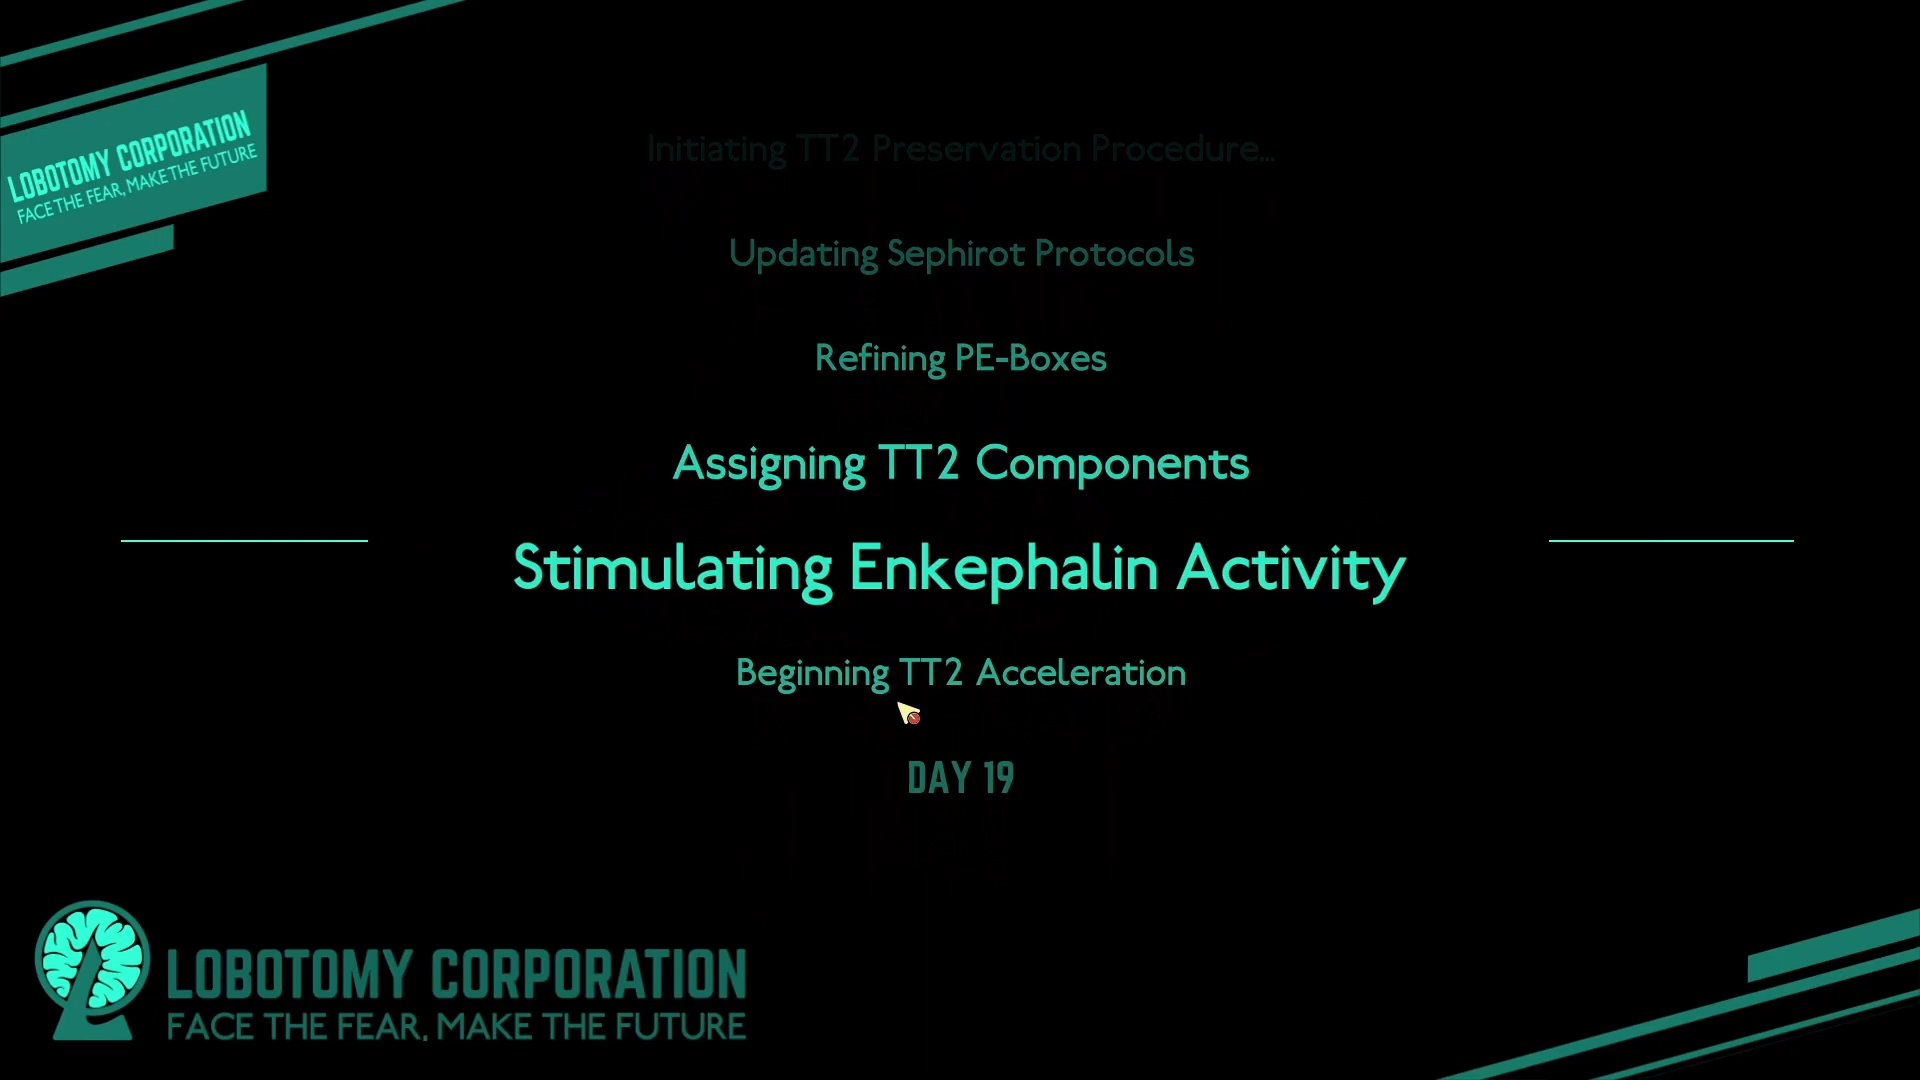 LOBOTOMY CORPORATION
FACE THE FEAR, MAKE THE FUTURE
Initiating TT2 Preservation Procedure...
Updating Sephirot Protocols
Refining PE-Boxes
Assigning TT2 Components
Stimulating Enkephalin Activity
Beginning TT2 Acceleration
DAY 19
LOBOTOMY CORPORATION
FACE THE FEAR, MAKE THE FUTURE